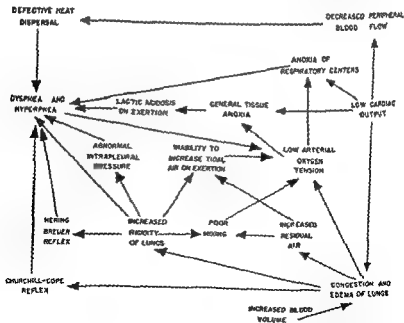 DEFECTIVE HEAT
DISPERSAL
DECREASED PERIPHERAL
BLOOD FLOW
ANOXIA OF
RESPIRATORY CENTERS
DYSPNEA AND
HYPERPNEA
LACTIC ACIDOSIS
ON EXERTION
GENERAL TISSUE
ANOXIA
LOW CARDIAC
OUTPUT
ABNORMAL
INTRAPLEURAL
PRESSURE
INABILITY TO
INCREASE TIDAL
AIR ON EXERTION
LOW ARTERIAL
OXYGEN
TENSION
HERING
BREUER
REFLEX
INCREASED
RIGIDITY
OF LUNGS
POOR
MIXING
INCREASED
RESIDUAL
AIR
CHURCHILL-COPE
REFLEX
CONGESTION AND
EDEMA OF LUNGS
INCREASED BLOOD
VOLUME